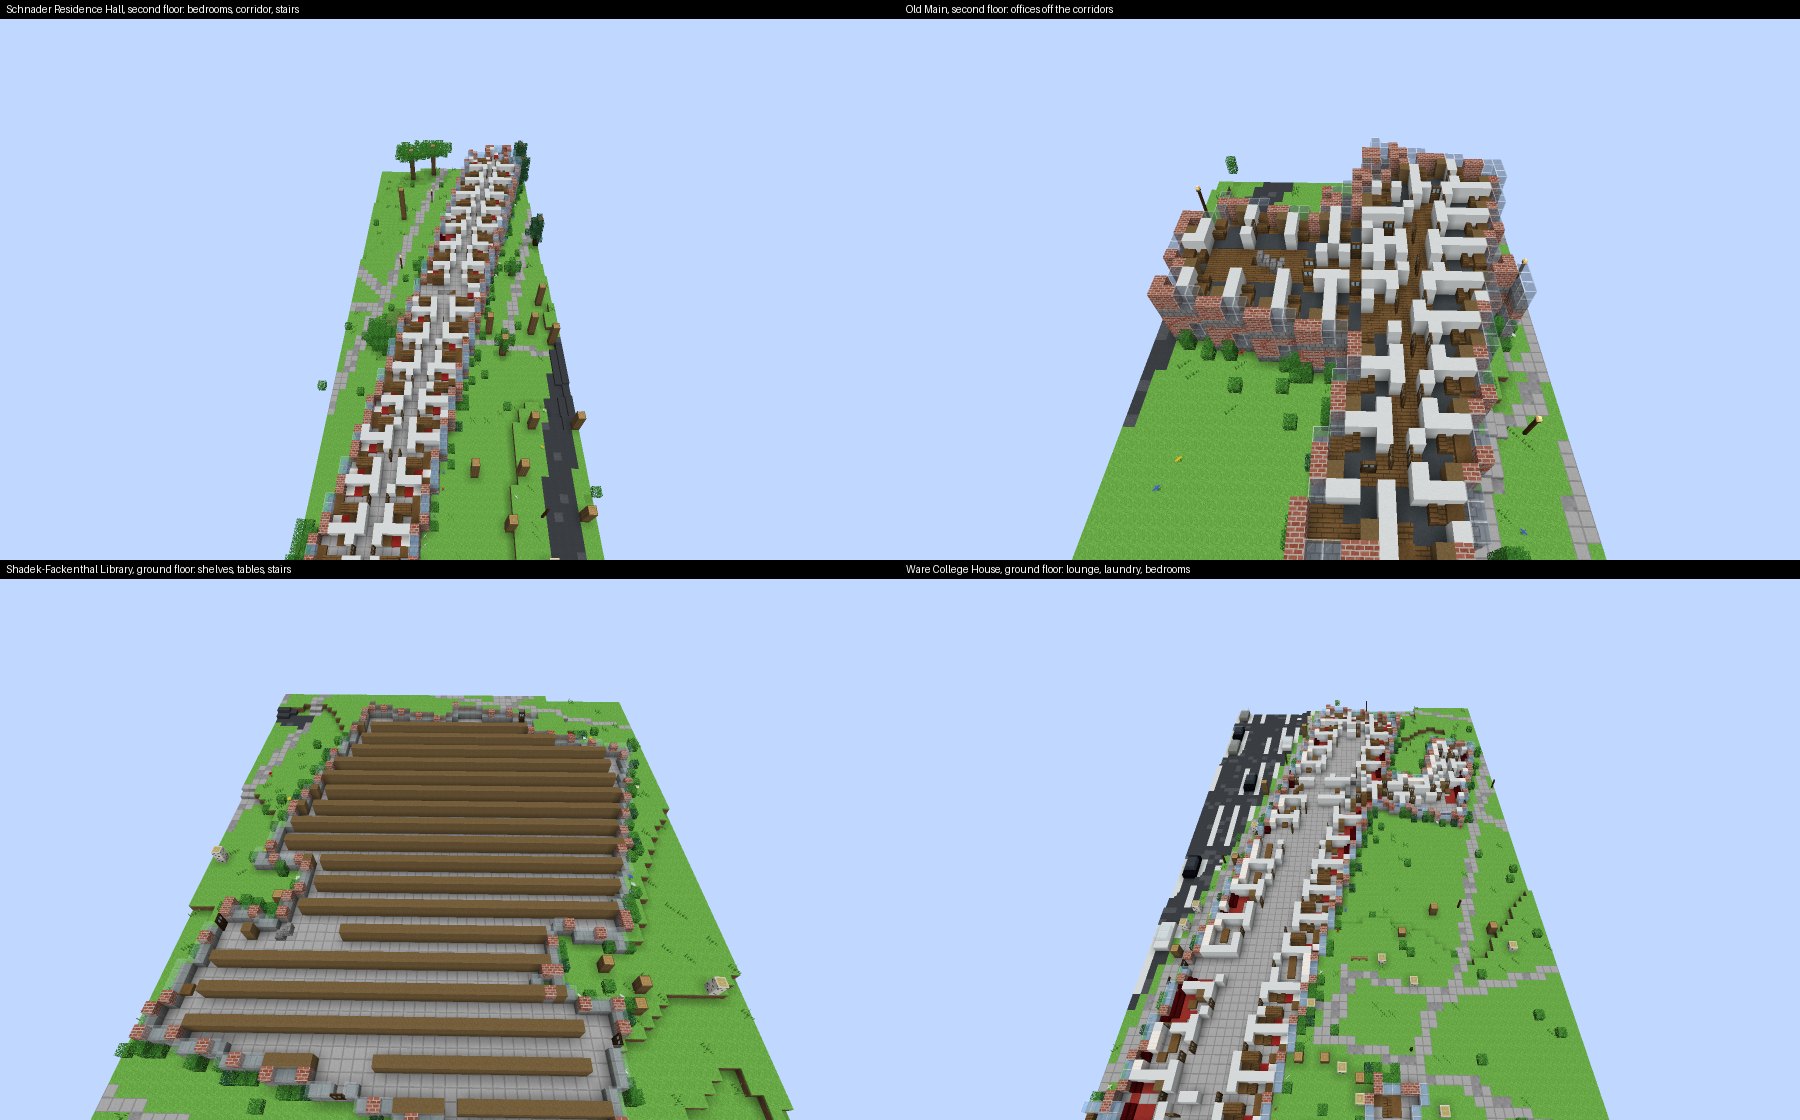 Schnader Residence Hall, second floor: bedrooms, corridor, stairs
Old Main, second floor: offices off the corridors
Shadek-Fackenthal Library, ground floor: shelves, tables, stairs
Ware College House, ground floor: lounge, laundry, bedrooms